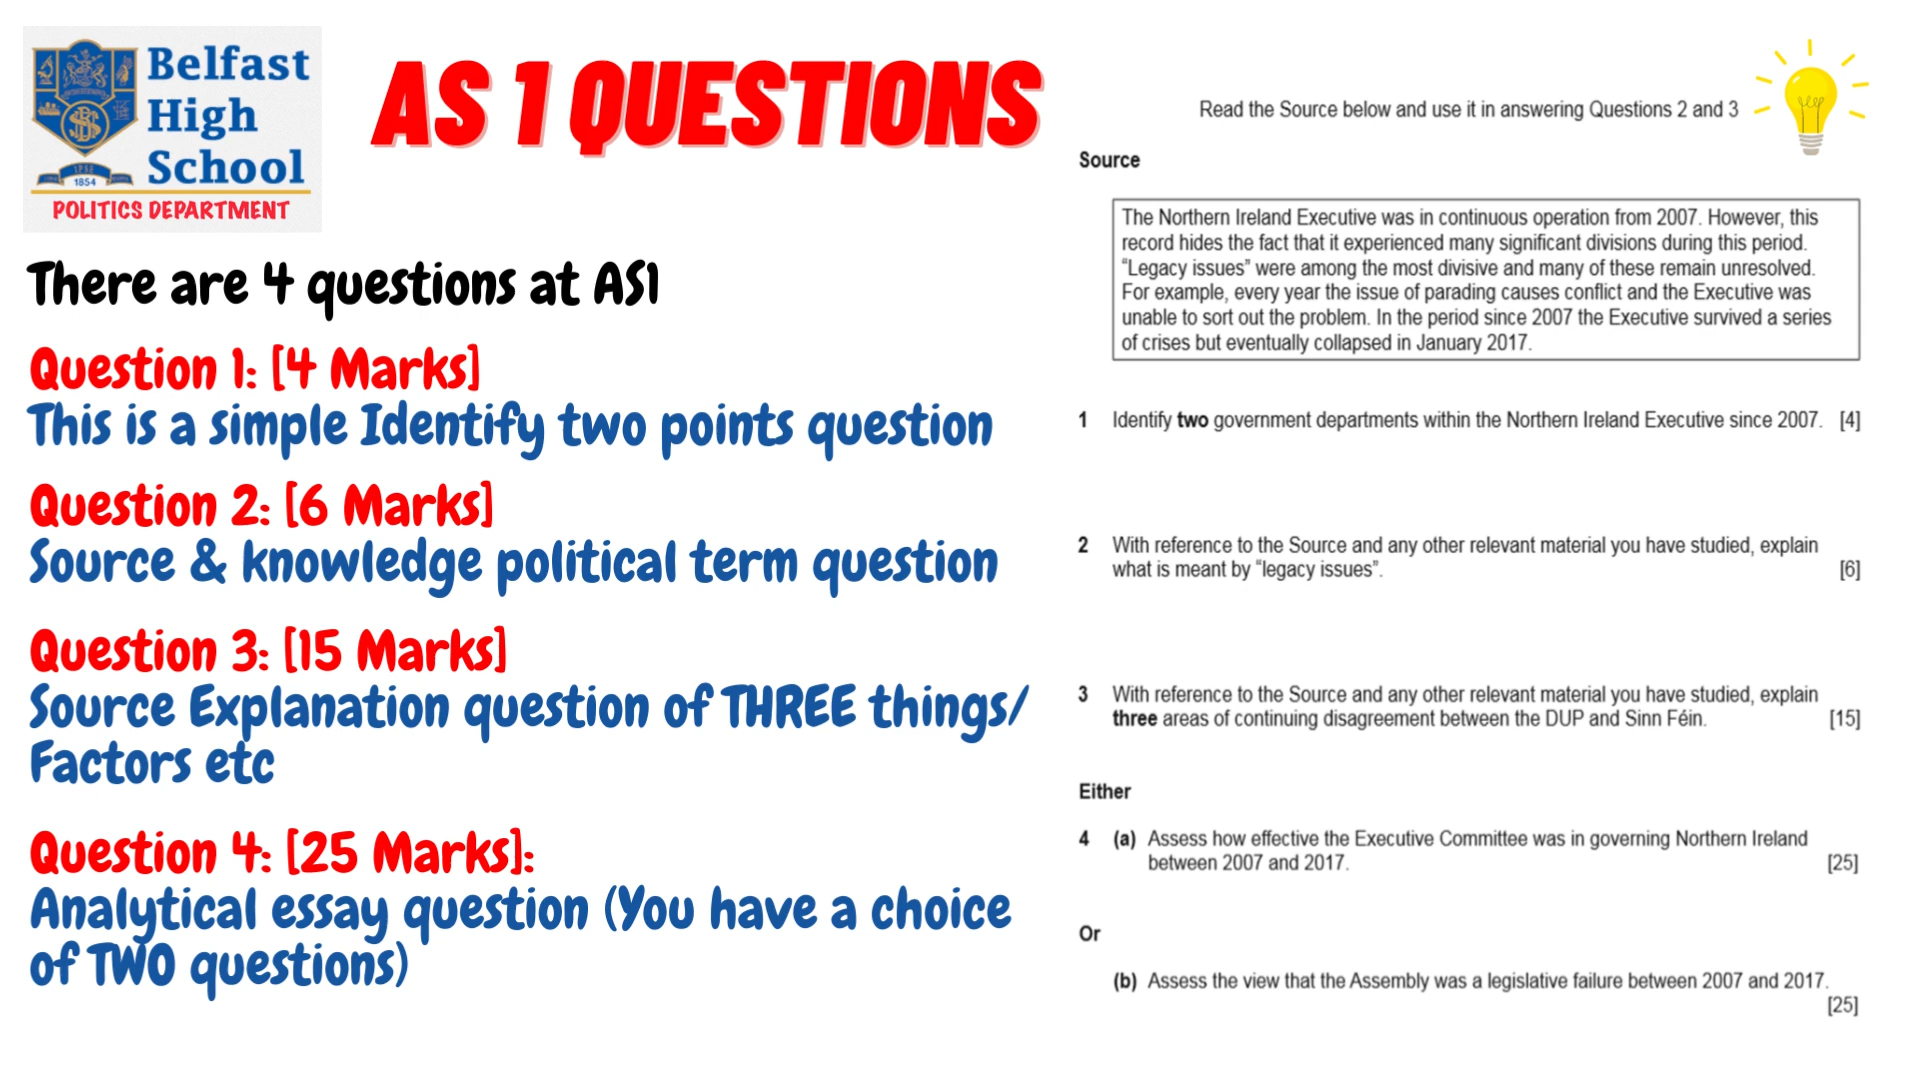 Belfast
High
School
1854
POLITICS DEPARTMENT
AS 1 QUESTIONS
There are 4 questions at AS1
Question 1: [4 Marks]
This is a simple Identify two points question
Question 2: [6 Marks]
Source & knowledge political term question
Question 3: [15 Marks]
Source Explanation question of THREE things/
Factors etc
Question 4: [25 Marks]:
Analytical essay question (You have a choice
of TWO questions)
Read the Source below and use it in answering Questions 2 and 3
Source
The Northern Ireland Executive was in continuous operation from 2007. However, this
record hides the fact that it experienced many significant divisions during this period.
“Legacy issues” were among the most divisive and many of these remain unresolved.
For example, every year the issue of parading causes conflict and the Executive was
unable to sort out the problem. In the period since 2007 the Executive survived a series
of crises but eventually collapsed in January 2017.
1 Identify two government departments within the Northern Ireland Executive since 2007. [4]
2 With reference to the Source and any other relevant material you have studied, explain
what is meant by “legacy issues”. [6]
3 With reference to the Source and any other relevant material you have studied, explain
three areas of continuing disagreement between the DUP and Sinn Féin. [15]
Either
4 (a) Assess how effective the Executive Committee was in governing Northern Ireland
between 2007 and 2017. [25]
Or
(b) Assess the view that the Assembly was a legislative failure between 2007 and 2017.
[25]